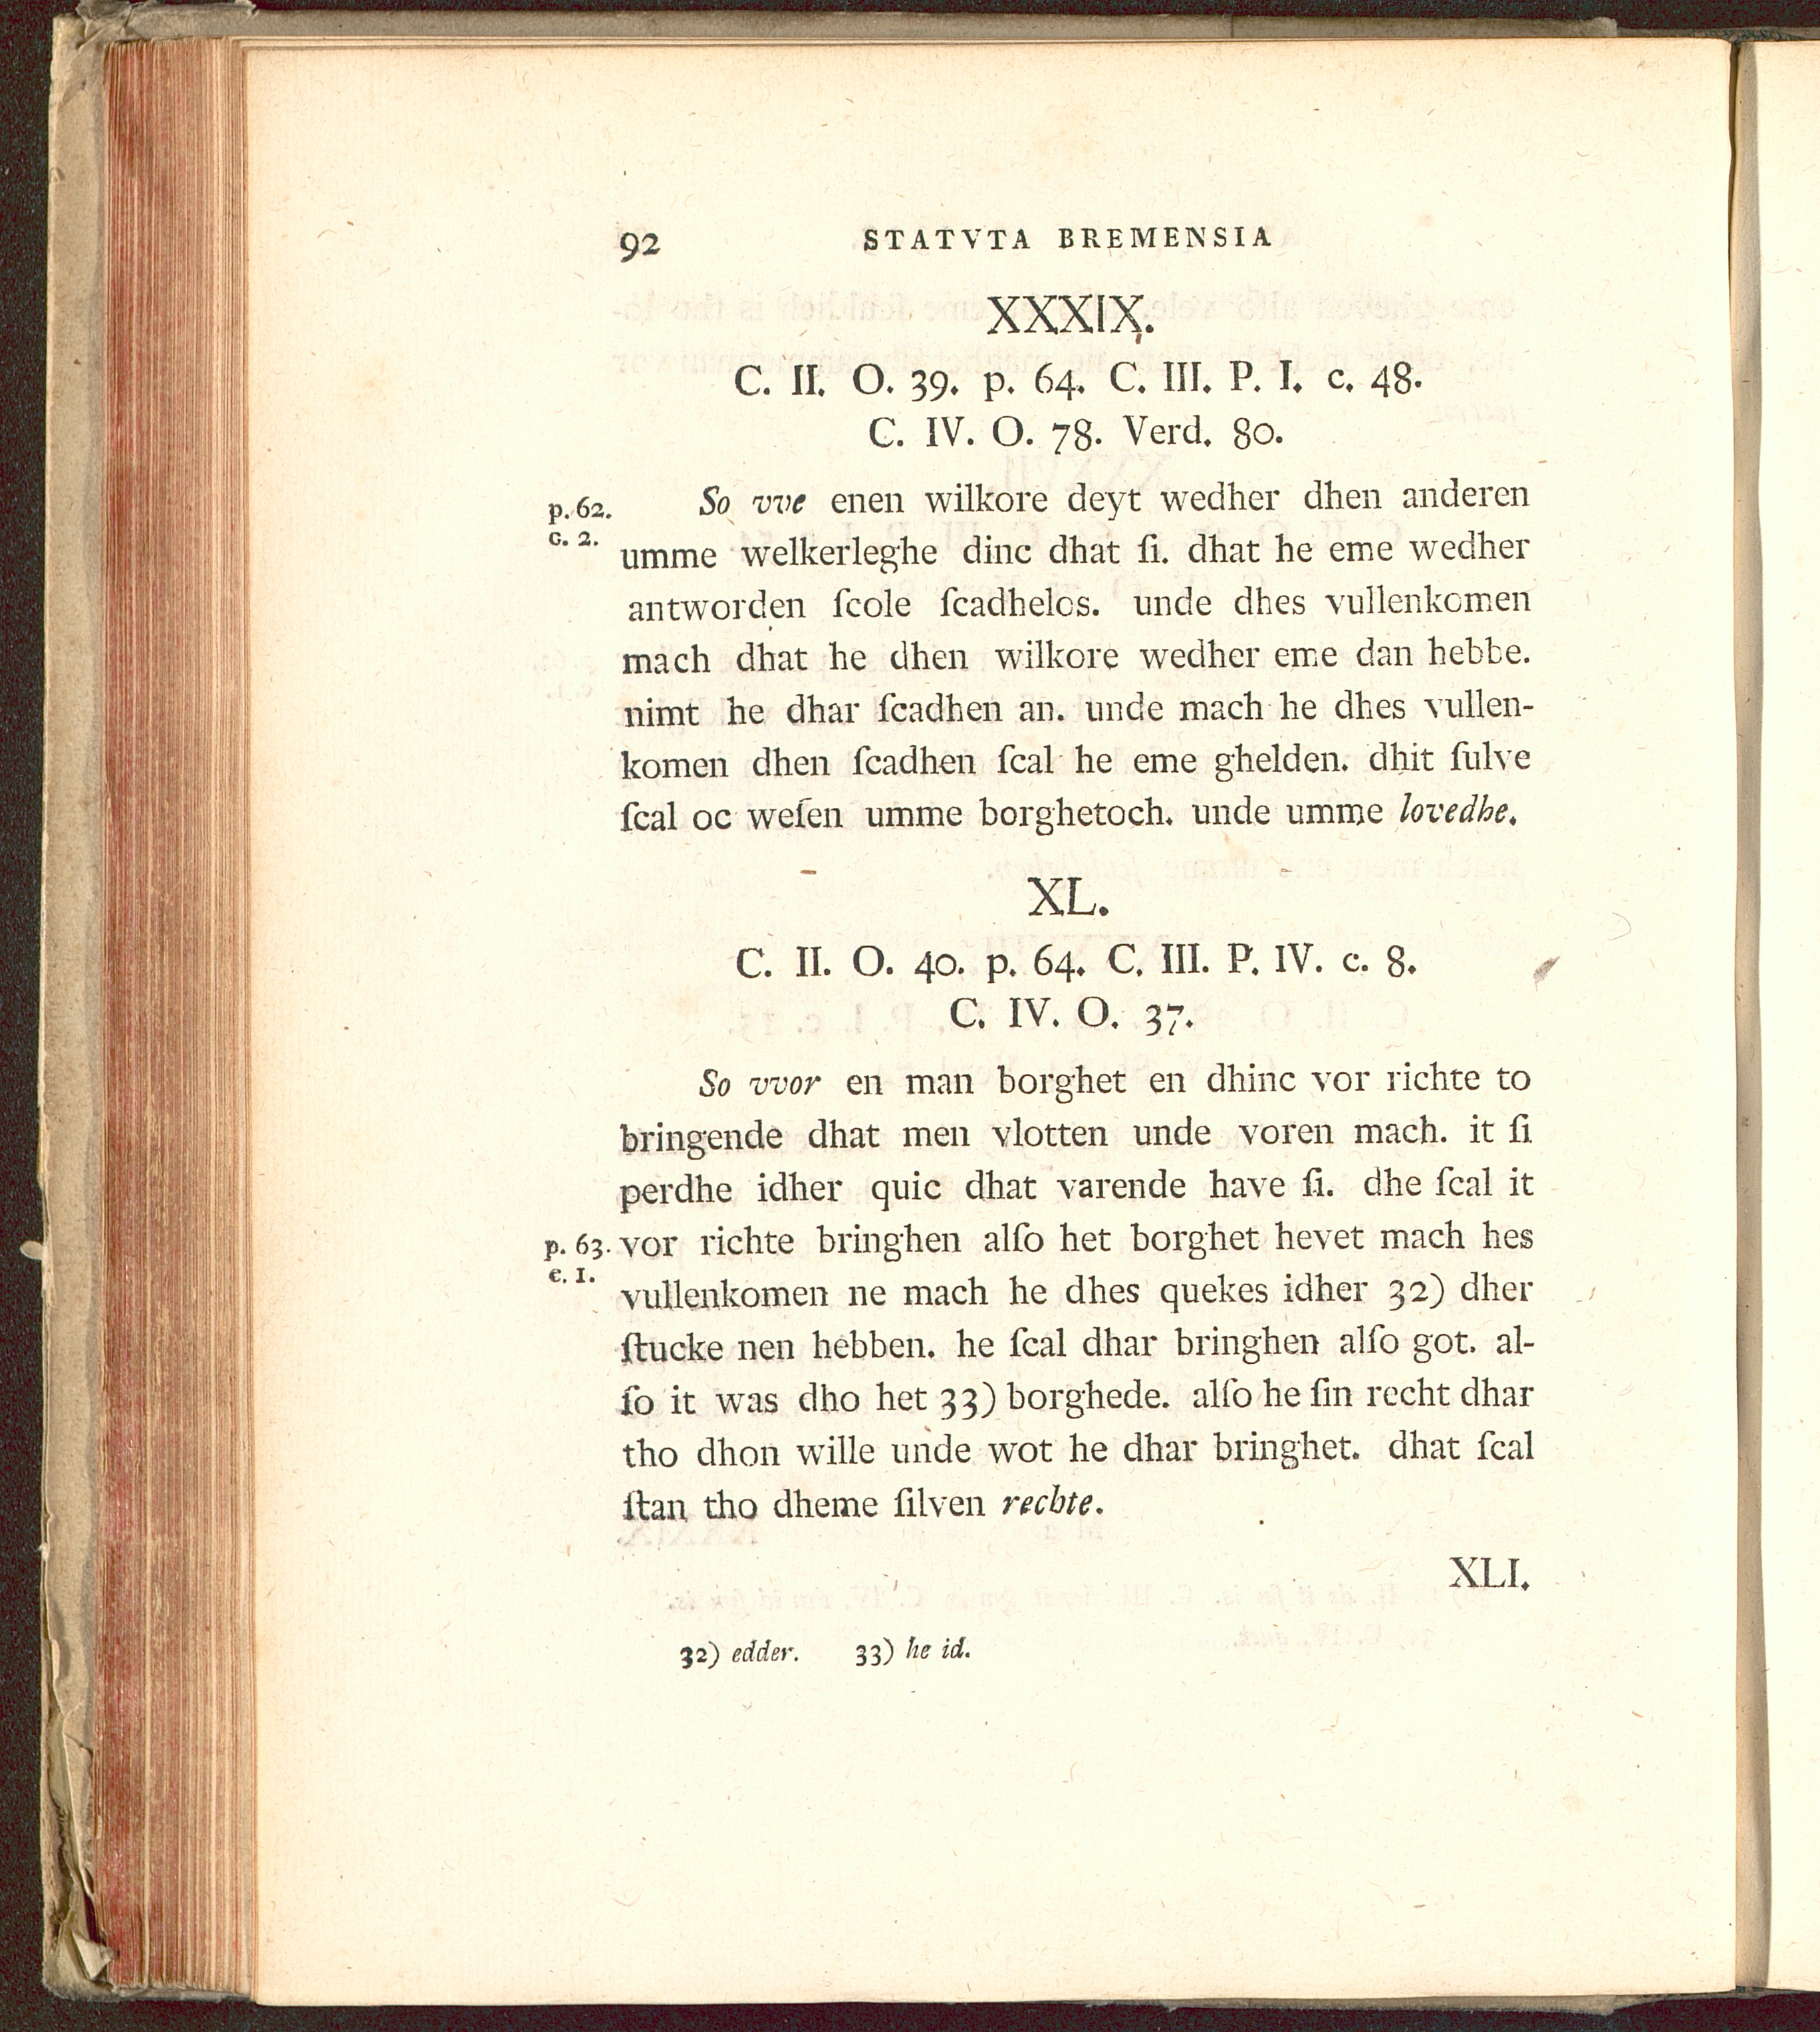 92 STATVTA BREMENSIA
XXXIX.
C. II. O. 39. p. 64. C. III. P. I. c. 48.
C. IV. O. 78. Verd. 80.
p. 62. So vve enen wilkore deyt wedher dhen anderen
c. 2. umme welkerleghe dinc dhat ſi. dhat he eme wedher
antworden ſcole ſcadhelos. unde dhes vullenkomen
mach dhat he dhen wilkore wedher eme dan hebbe.
nimt he dhar ſcadhen an. unde mach he dhes vullen-
komen dhen ſcadhen ſcal he eme ghelden. dhit ſulve
ſcal oc weſen umme borghetoch. unde umme lovedhe.
XL.
C. II. O. 40. p. 64. C. III. P. IV. c. 8.
C. IV. O. 37.
So vvor en man borghet en dhinc vor richte to
bringende dhat men vlotten unde voren mach. it ſi
perdhe idher quic dhat varende have ſi. dhe ſcal it
p. 63. vor richte bringhen alſo het borghet hevet mach hes
c. 1. vullenkomen ne mach he dhes quekes idher 32) dher
ſtucke nen hebben. he ſcal dhar bringhen alſo got. al-
ſo it was dho het 33) borghede. alſo he ſin recht dhar
tho dhon wille unde wot he dhar bringhet. dhat ſcal
ſtan tho dheme ſilven rechte.
XLI.
32) edder. 33) he id.